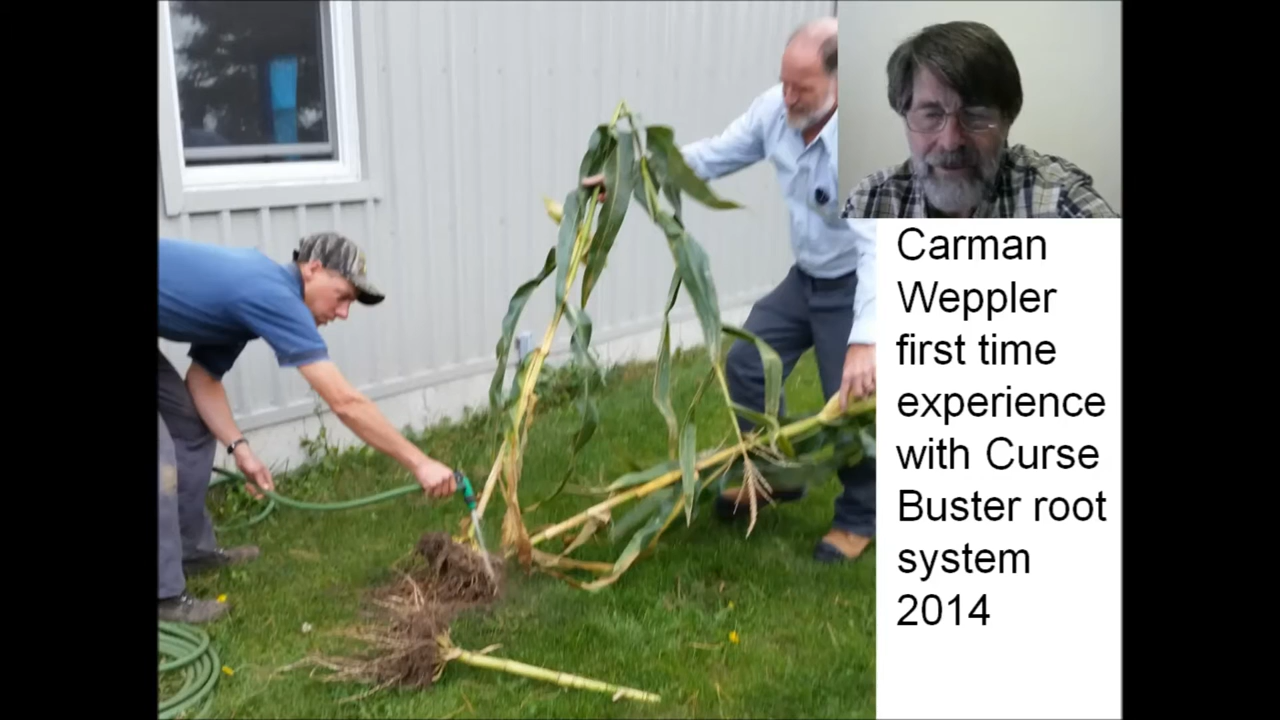 Carman
Weppler
first time
experience
with Curse
Buster root
system
2014